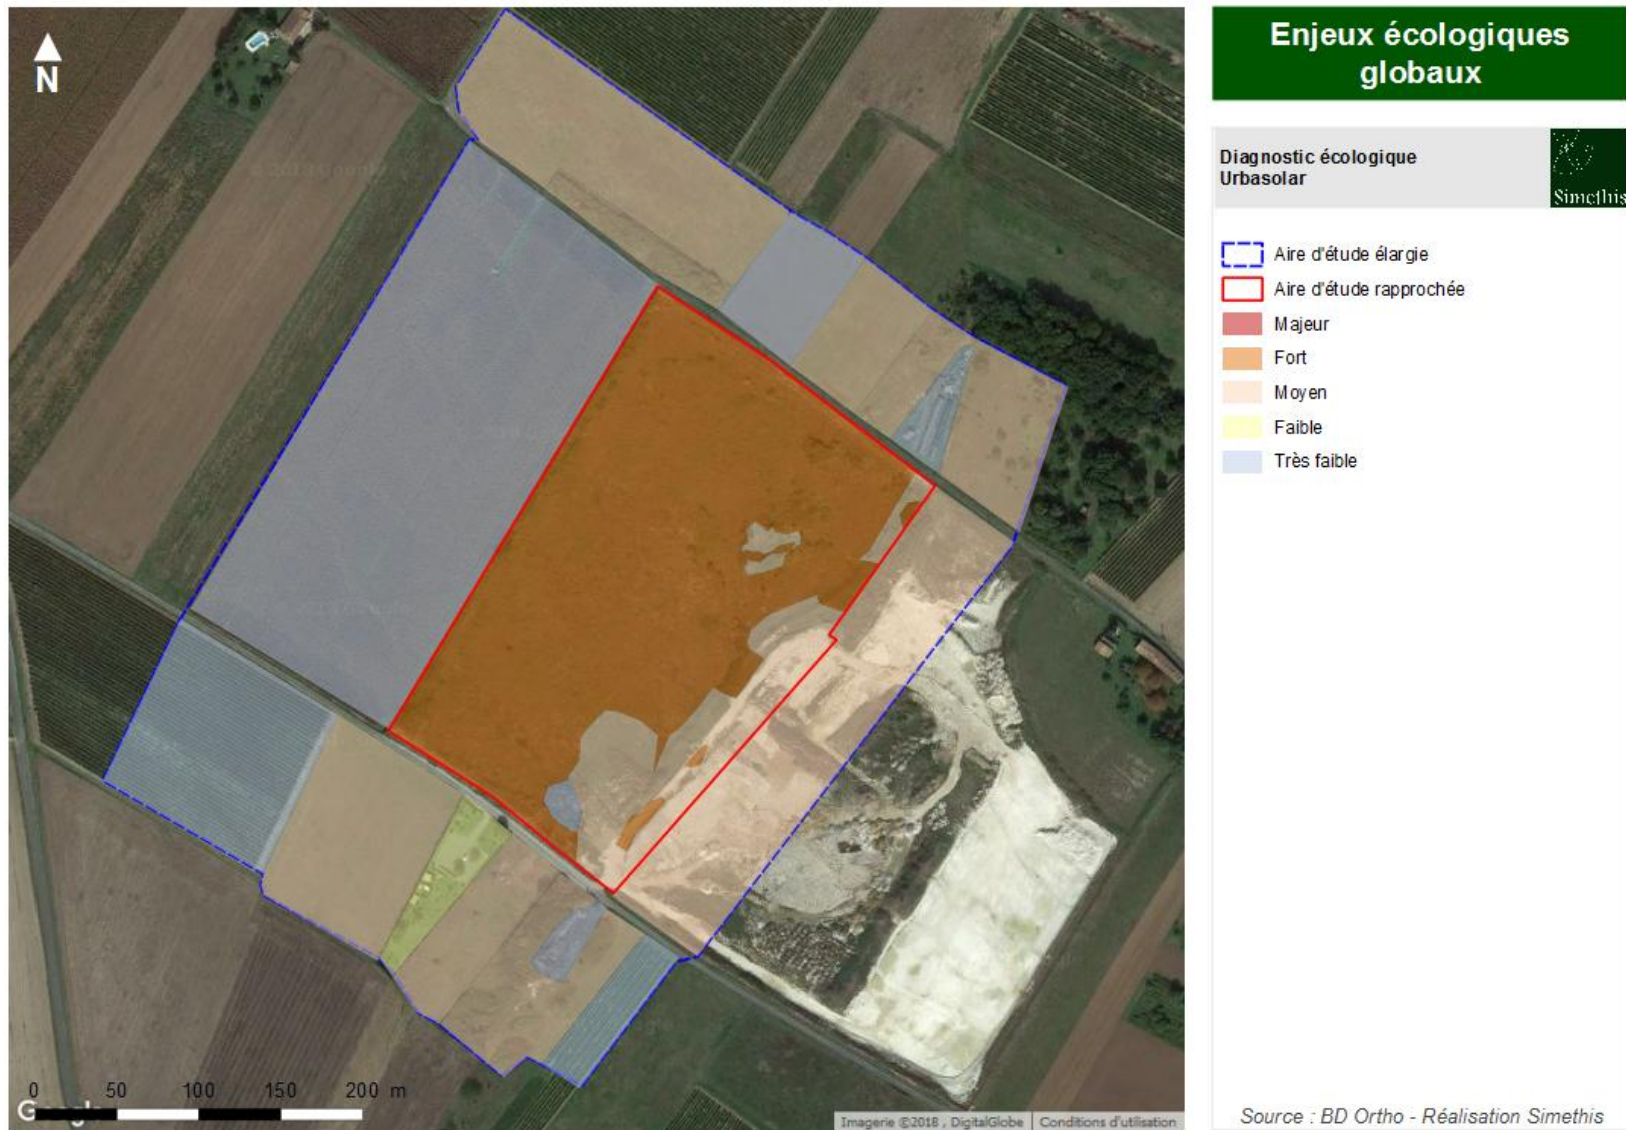 N
Enjeux écologiques
globaux
Diagnostic écologique
Urbasolar
Simethis
Aire d'étude élargie
Aire d'étude rapprochée
Majeur
Fort
Moyen
Faible
Très faible
0 50 100 150 200 m
Imagerie ©2018 , DigitalGlobe Conditions d'utilisation
Source : BD Ortho - Réalisation Simethis